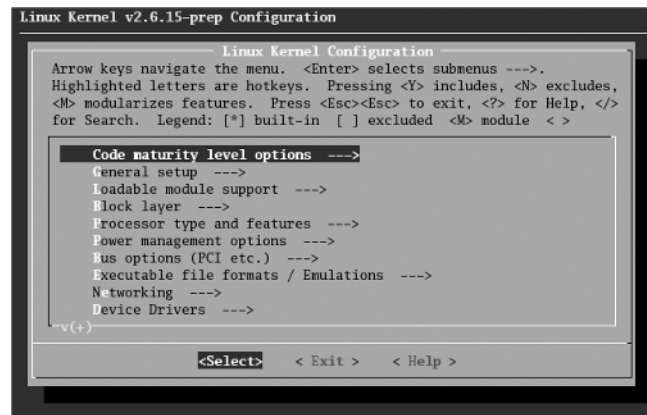 Linux Kernel v2.6.15-prep Configuration
Linux Kernel Configuration
Arrow keys navigate the menu.  <Enter> selects submenus --->.
Highlighted letters are hotkeys.  Pressing <Y> includes, <N> excludes,
<M> modularizes features.  Press <Esc><Esc> to exit, <?> for Help, </>
for Search.  Legend: [*] built-in  [ ] excluded  <M> module  < >
Code maturity level options  --->
General setup  --->
Loadable module support  --->
Block layer  --->
Processor type and features  --->
Power management options  --->
Bus options (PCI etc.)  --->
Executable file formats / Emulations  --->
Networking  --->
Device Drivers  --->
v(+)
<Select>    < Exit >    < Help >